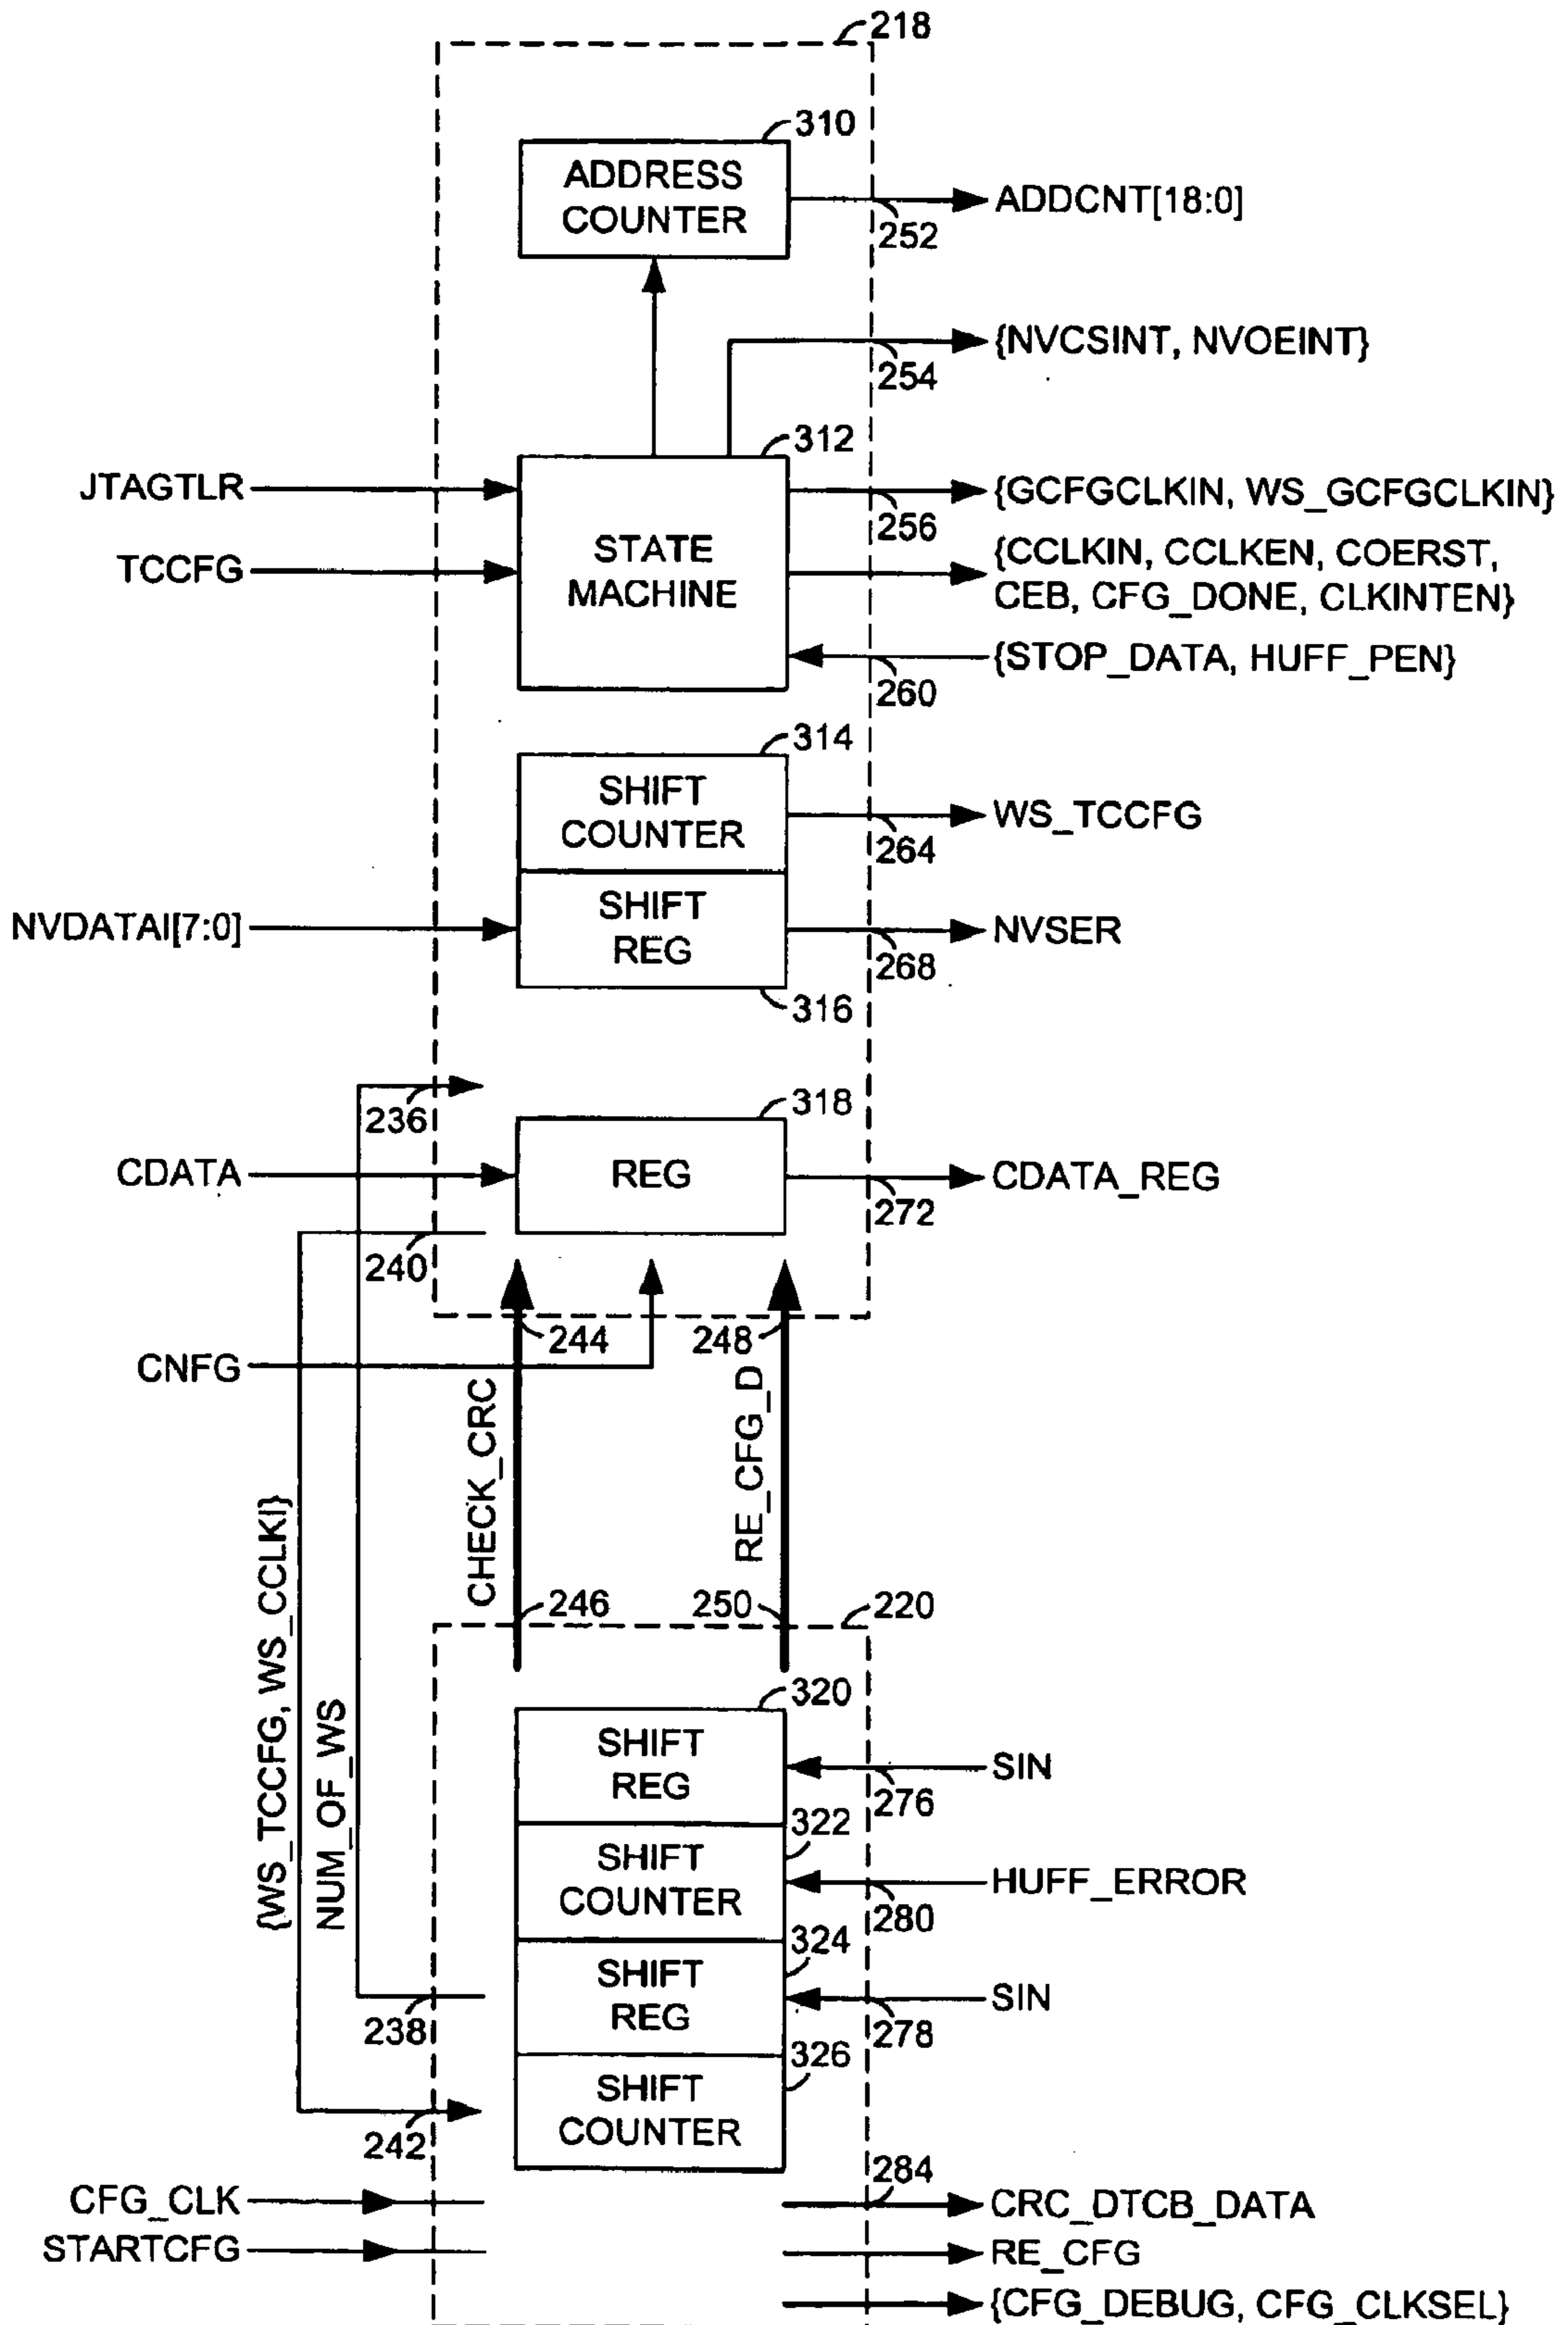 218
310
ADDRESS
COUNTER
ADDCNT[18:0]
252
{NVCSINT, NVOEINT}
254
312
JTAGTLR
{GCFGCLKIN, WS_GCFGCLKIN}
256
STATE
MACHINE
TCCFG
{CCLKIN, CCLKEN, COERST,
CEB, CFG_DONE, CLKINTEN}
{STOP_DATA, HUFF_PEN}
260
314
SHIFT
COUNTER
WS_TCCFG
264
NVDATAI[7:0]
SHIFT
REG
NVSER
268
316
236
318
CDATA
REG
CDATA_REG
272
240
244
248
CNFG
CHECK_CRC
RE_CFG_D
{WS_TCCFG, WS_CCLKI}
NUM_OF_WS
246
250
220
320
SHIFT
REG
SIN
276
322
SHIFT
COUNTER
HUFF_ERROR
280
324
SHIFT
REG
SIN
278
238
326
SHIFT
COUNTER
242
284
CFG_CLK
CRC_DTCB_DATA
STARTCFG
RE_CFG
{CFG_DEBUG, CFG_CLKSEL}